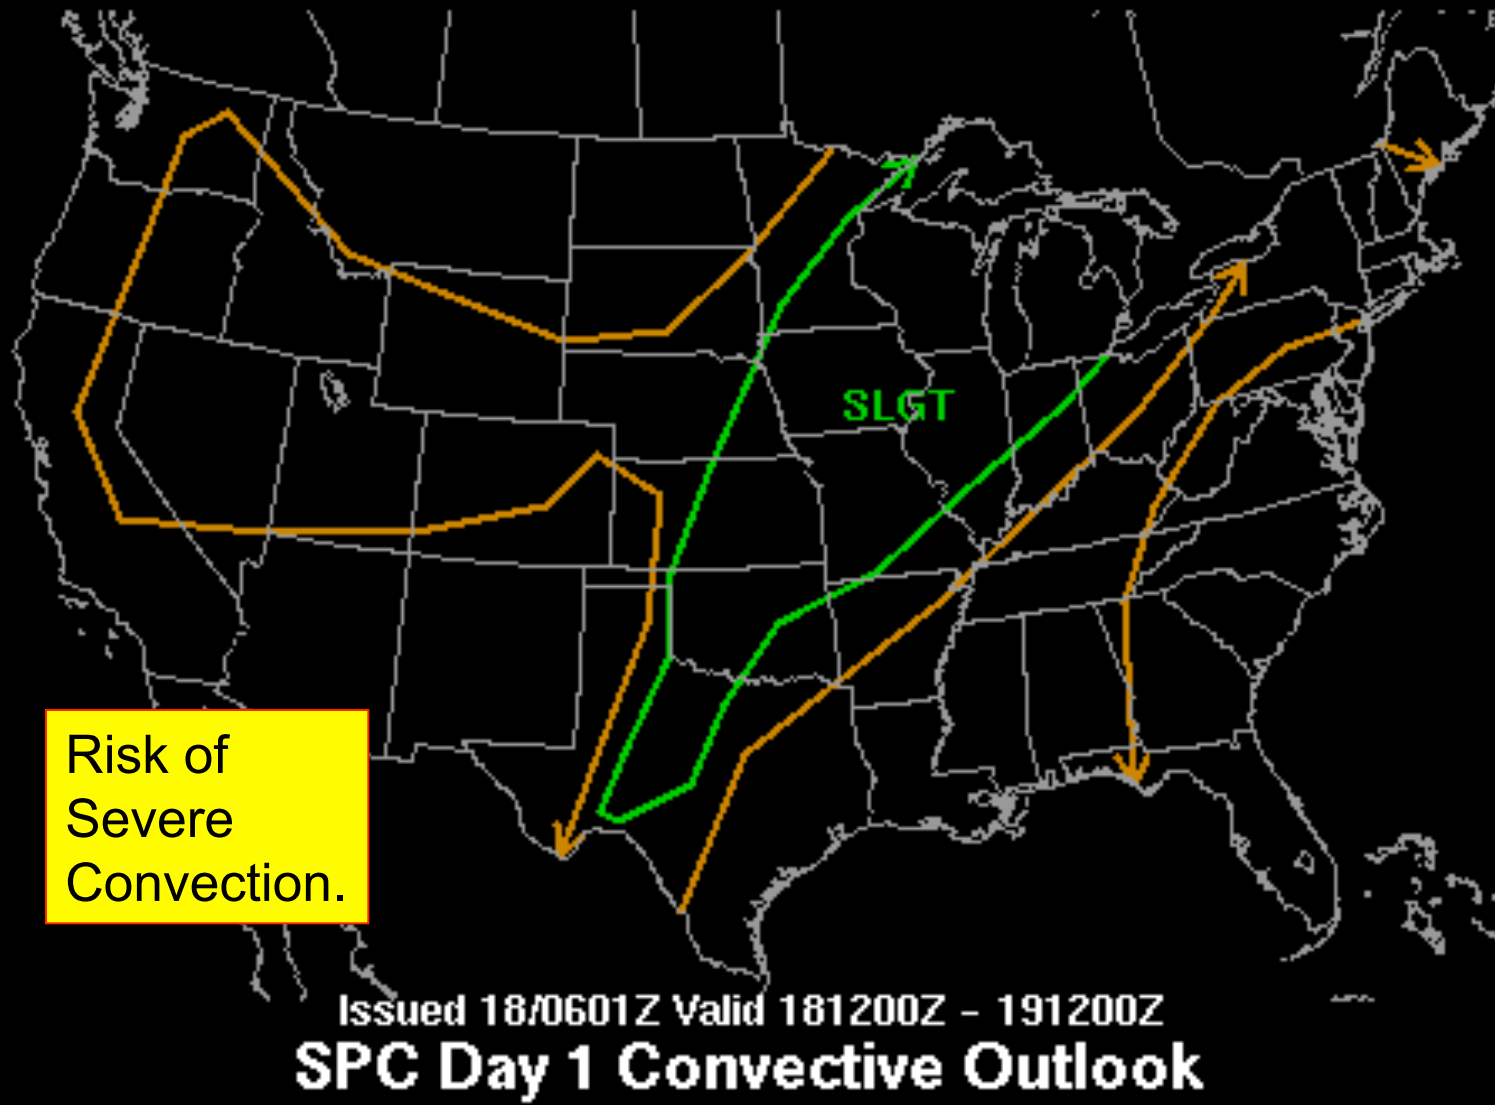 SLGT
Risk of
Severe
Convection.
Issued 18/0601Z Valid 181200Z - 191200Z
SPC Day 1 Convective Outlook